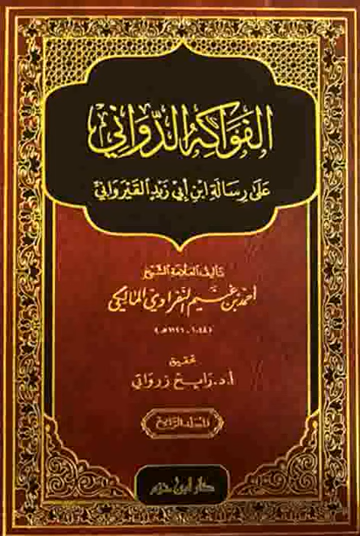 الفواكه الدواني
على رسالة ابن أبي زيد القيرواني
تأليف العلامة الشيخ
أحمد بن غنيم النفراوي المالكي
تحقيق
أ.د. رابح زرواتي
المجلد الرابع
دار ابن حزم